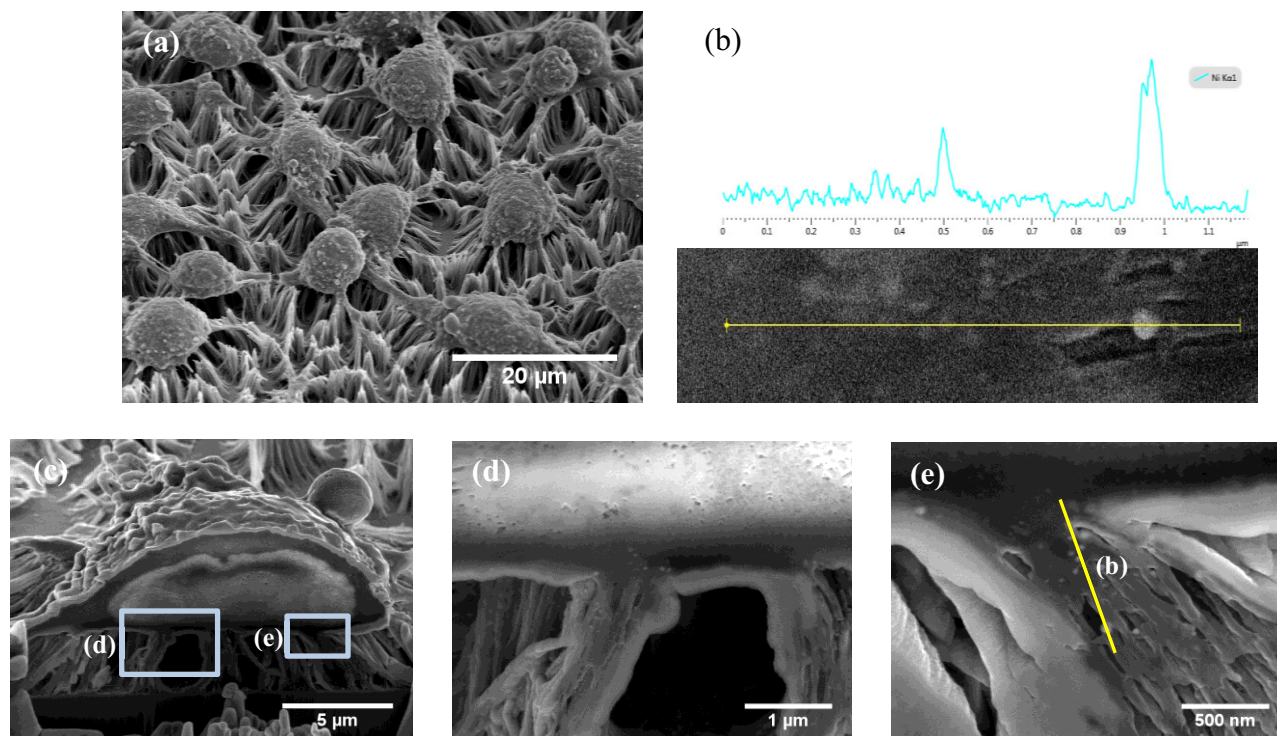 (a)
20 µm
(b)
Ni Kα1
0 0.1 0.2 0.3 0.4 0.5 0.6 0.7 0.8 0.9 1 1.1
µm
(c)
(d)
(e)
5 µm
(d)
1 µm
(e)
(b)
500 nm